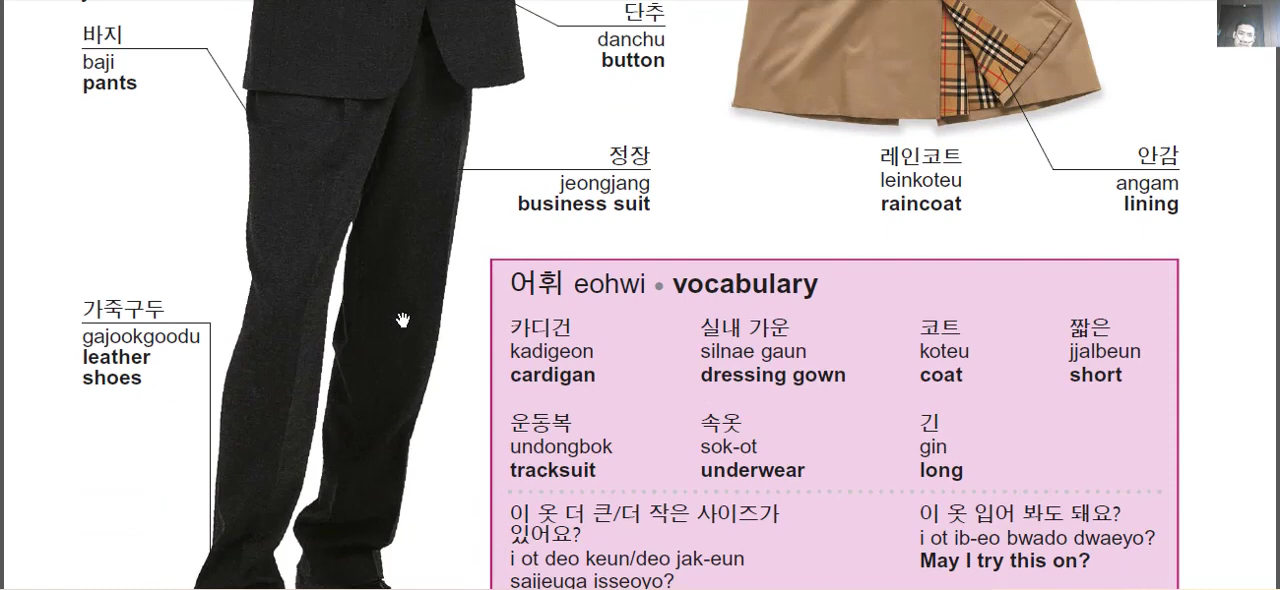 바지
baji
pants
단추
danchu
button
정장
jeongjang
business suit
레인코트
leinkoteu
raincoat
안감
angam
lining
가죽구두
gajookgoodu
leather
shoes
어휘 eohwi • vocabulary
카디건
kadigeon
cardigan
실내 가운
silnae gaun
dressing gown
코트
koteu
coat
짧은
jjalbeun
short
운동복
undongbok
tracksuit
속옷
sok-ot
underwear
긴
gin
long
이 옷 더 큰/더 작은 사이즈가
있어요?
i ot deo keun/deo jak-eun
saijeuga isseoyo?
이 옷 입어 봐도 돼요?
i ot ib-eo bwado dwaeyo?
May I try this on?